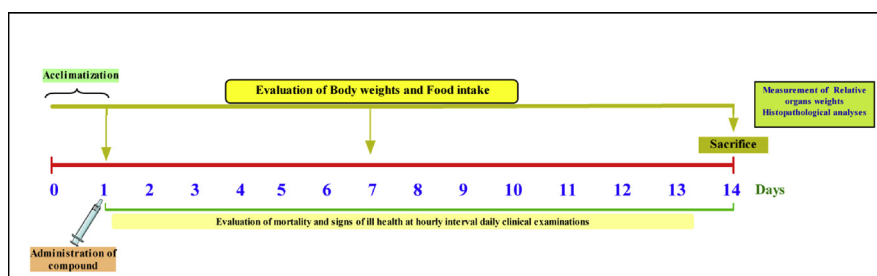 Acclimatization
Evaluation of Body weights and Food intake
Measurement of Relative
organs weights
Histopathological analyses
Sacrifice
0 1 2 3 4 5 6 7 8 9 10 11 12 13 14 Days
Evaluation of mortality and signs of ill health at hourly interval daily clinical examinations
Administration of
compound